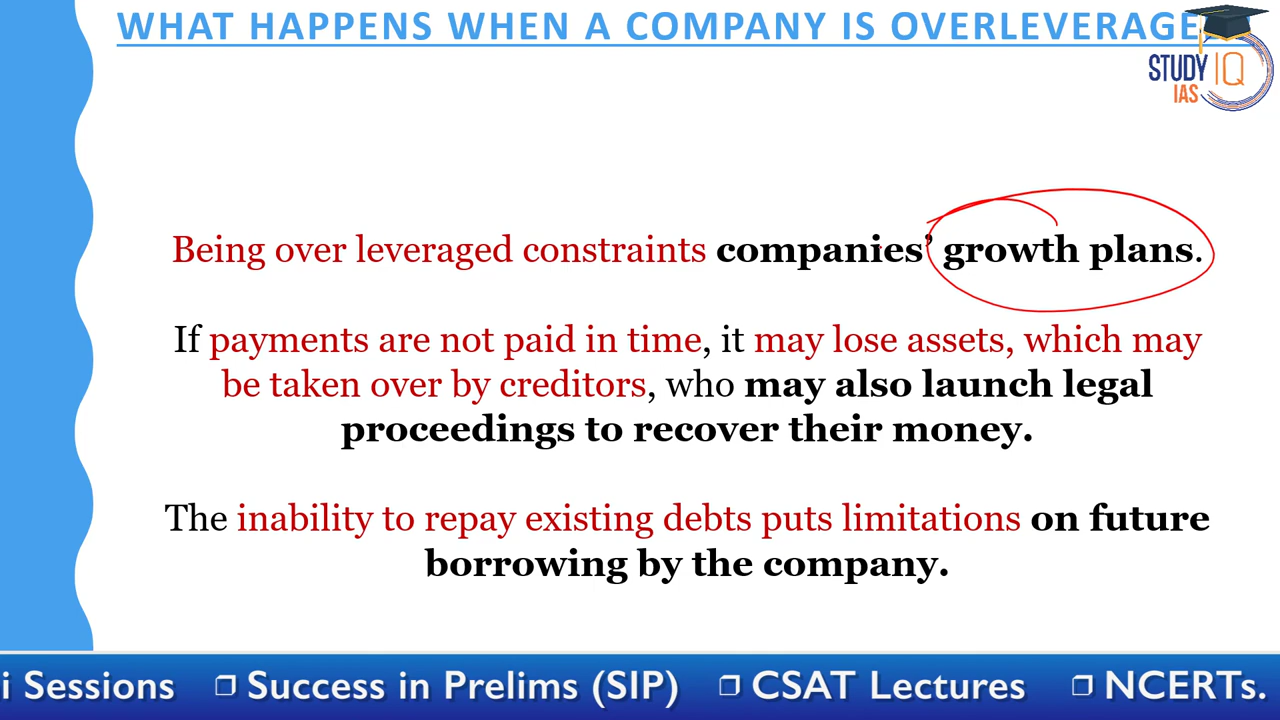 WHAT HAPPENS WHEN A COMPANY IS OVERLEVERAGE
STUDY IQ
IAS
Being over leveraged constraints companies’ growth plans.
If payments are not paid in time, it may lose assets, which may
be taken over by creditors, who may also launch legal
proceedings to recover their money.
The inability to repay existing debts puts limitations on future
borrowing by the company.
i Sessions ❐ Success in Prelims (SIP) ❐ CSAT Lectures ❐ NCERTs.